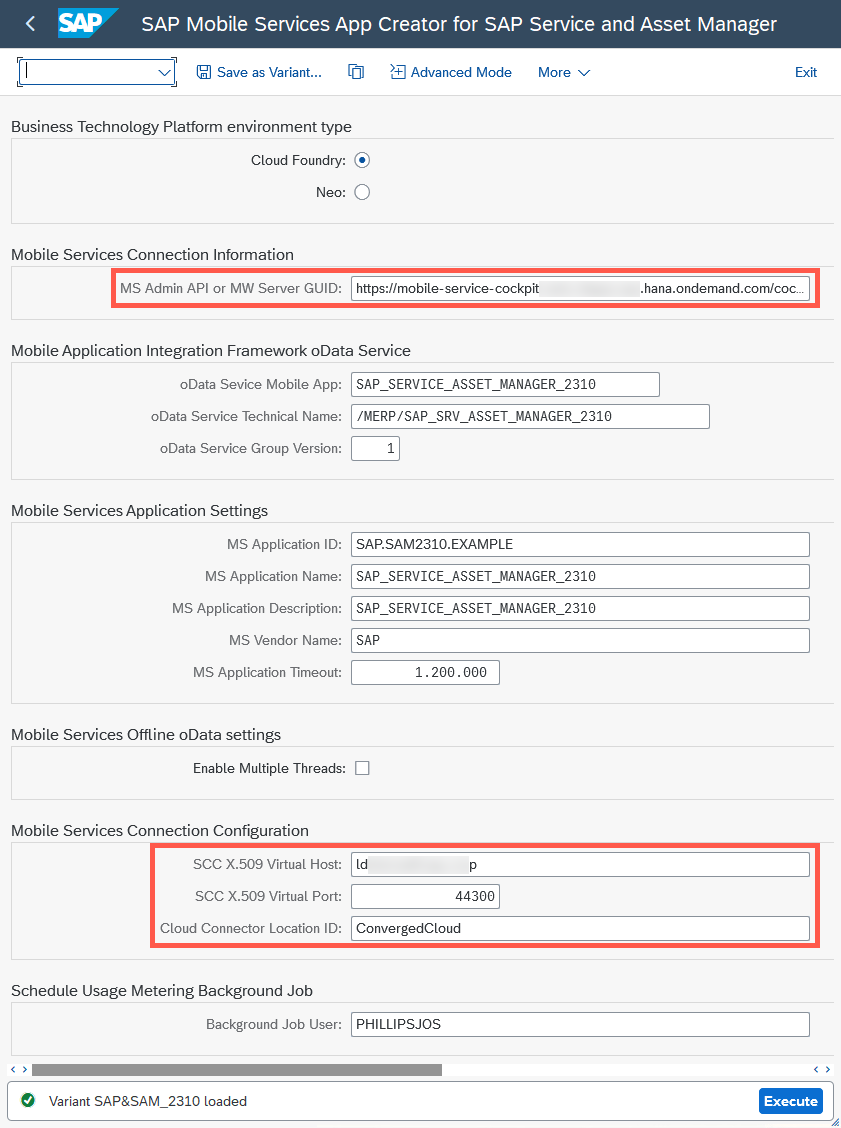 SAP SAP Mobile Services App Creator for SAP Service and Asset Manager
Save as Variant... Advanced Mode More Exit
Business Technology Platform environment type
Cloud Foundry:
Neo:
Mobile Services Connection Information
MS Admin API or MW Server GUID: https://mobile-service-cockpit .hana.ondemand.com/coc...
Mobile Application Integration Framework oData Service
oData Sevice Mobile App: SAP_SERVICE_ASSET_MANAGER_2310
oData Service Technical Name: /MERP/SAP_SRV_ASSET_MANAGER_2310
oData Service Group Version: 1
Mobile Services Application Settings
MS Application ID: SAP.SAM2310.EXAMPLE
MS Application Name: SAP_SERVICE_ASSET_MANAGER_2310
MS Application Description: SAP_SERVICE_ASSET_MANAGER_2310
MS Vendor Name: SAP
MS Application Timeout: 1.200.000
Mobile Services Offline oData settings
Enable Multiple Threads:
Mobile Services Connection Configuration
SCC X.509 Virtual Host: ld p
SCC X.509 Virtual Port: 44300
Cloud Connector Location ID: ConvergedCloud
Schedule Usage Metering Background Job
Background Job User: PHILLIPSJOS
Variant SAP&SAM_2310 loaded Execute